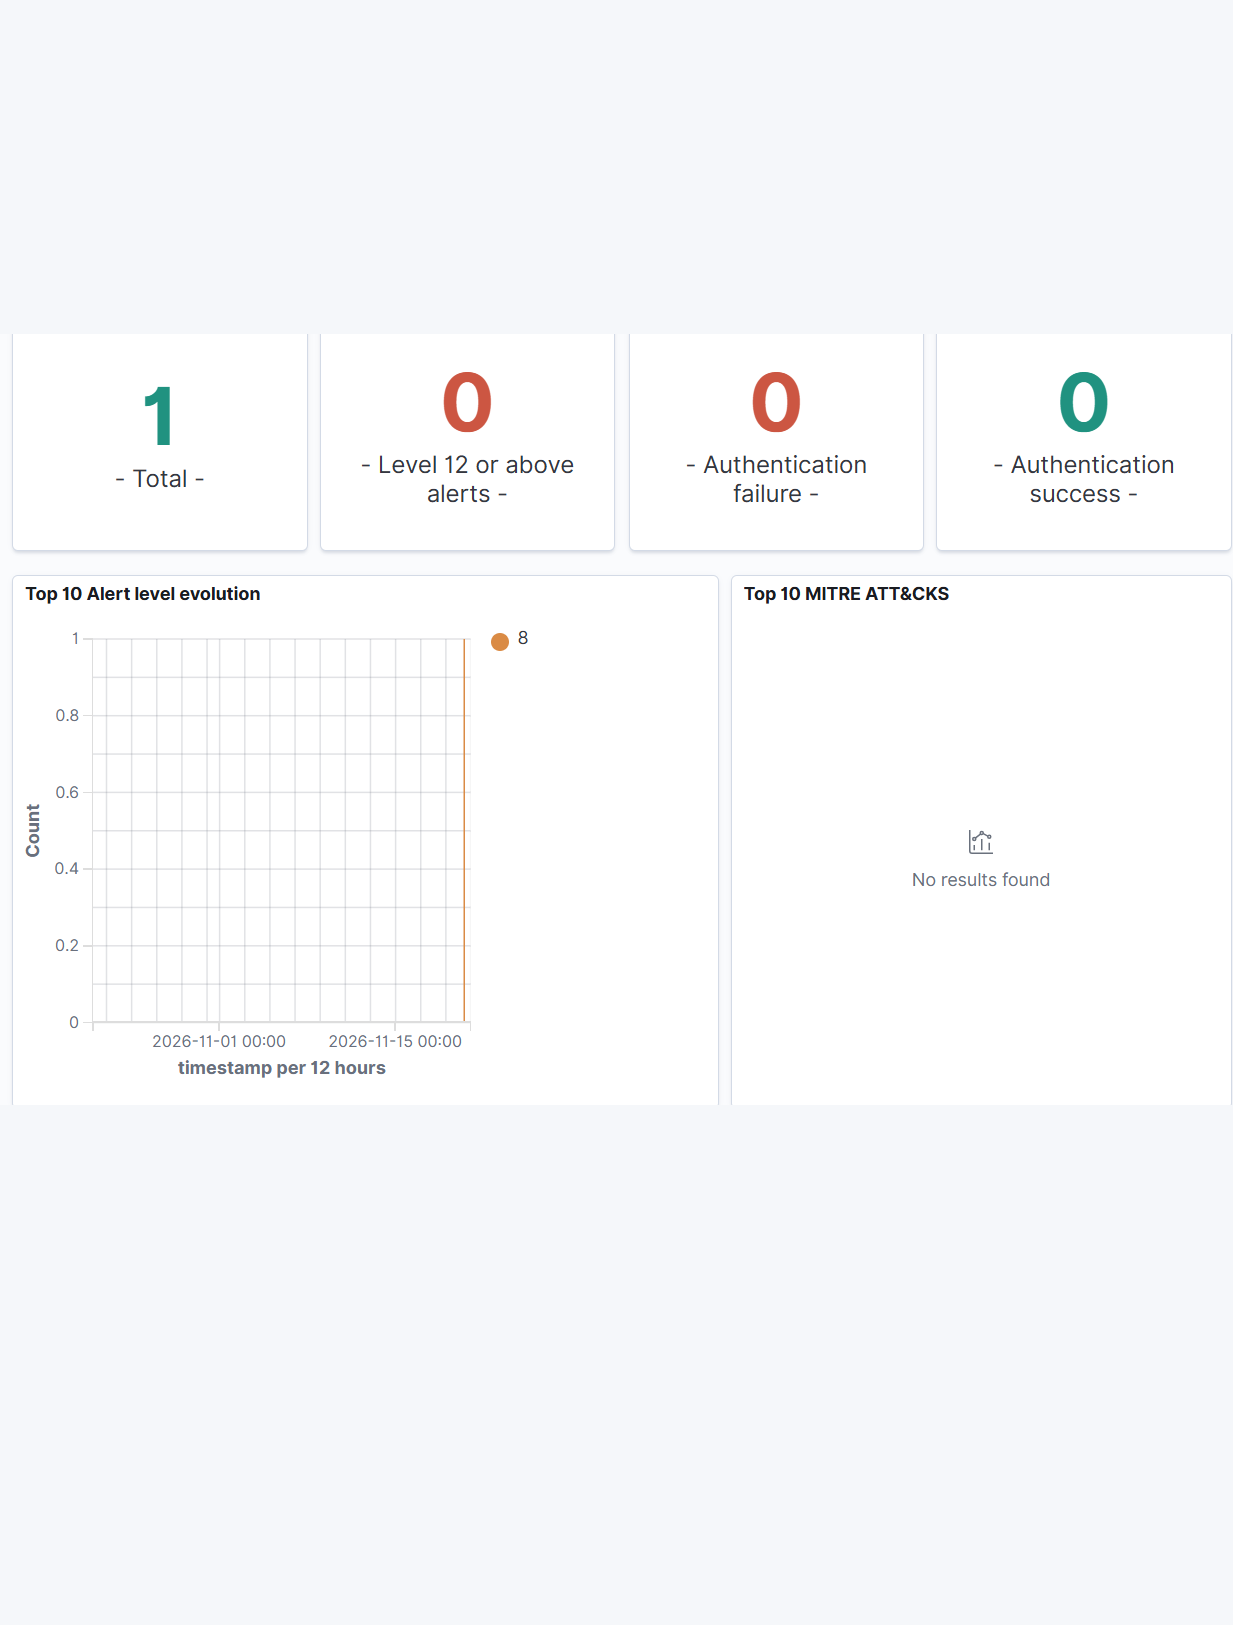 1
- Total -
0
- Level 12 or above
alerts -
0
- Authentication
failure -
0
- Authentication
success -
Top 10 Alert level evolution
1
0.8
0.6
0.4
0.2
0
Count
2026-11-01 00:00
2026-11-15 00:00
timestamp per 12 hours
8
Top 10 MITRE ATT&CKS
No results found